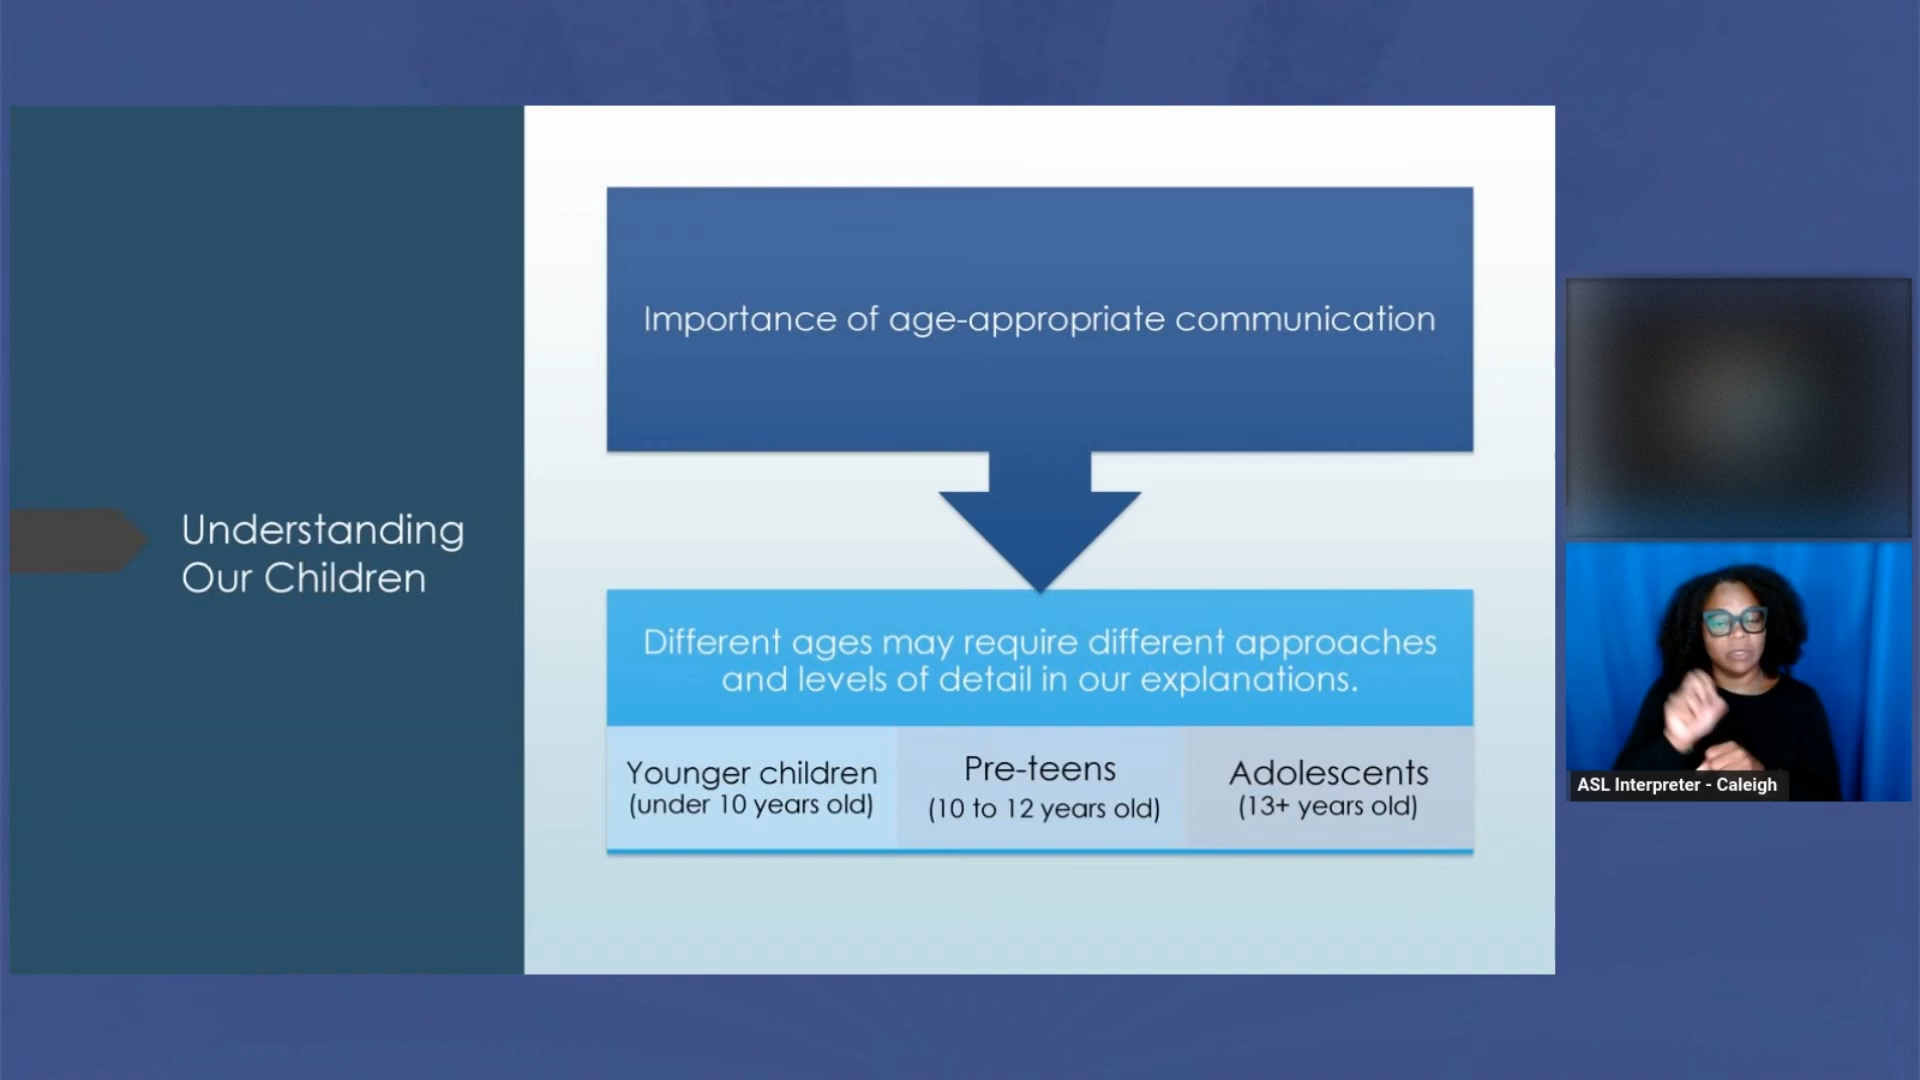 Understanding
Our Children
Importance of age-appropriate communication
Different ages may require different approaches
and levels of detail in our explanations.
Younger children
(under 10 years old)
Pre-teens
(10 to 12 years old)
Adolescents
(13+ years old)
ASL Interpreter - Caleigh